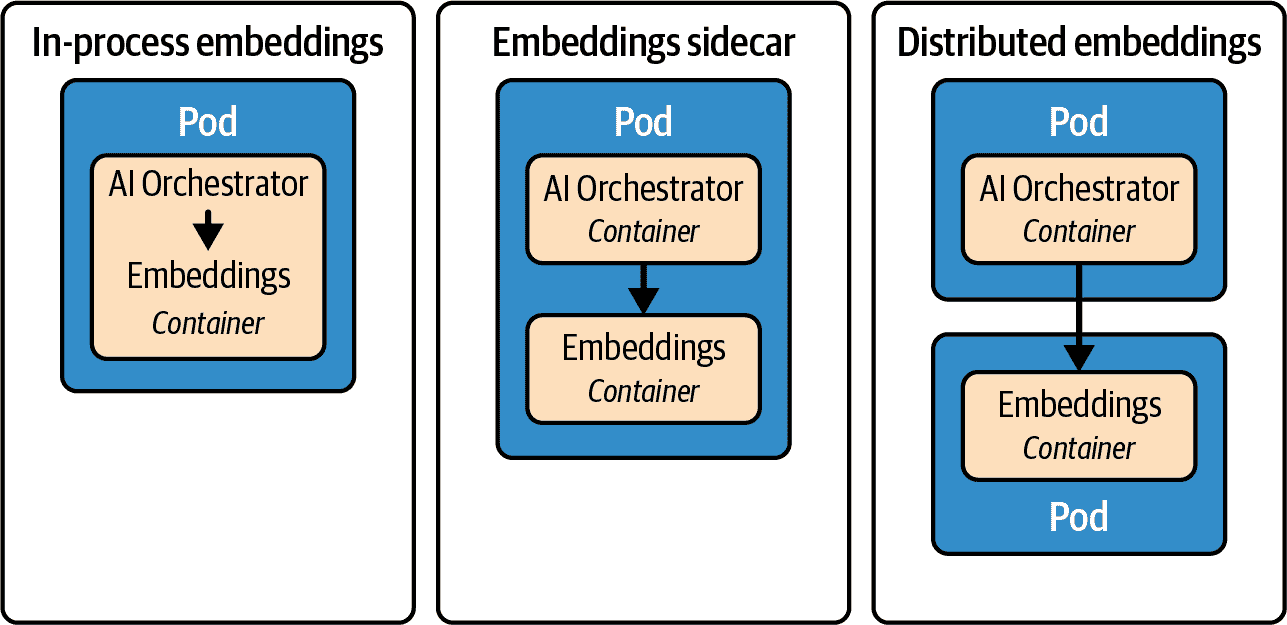 In-process embeddings
Pod
AI Orchestrator
Embeddings
Container
Embeddings sidecar
Pod
AI Orchestrator
Container
Embeddings
Container
Distributed embeddings
Pod
AI Orchestrator
Container
Embeddings
Container
Pod